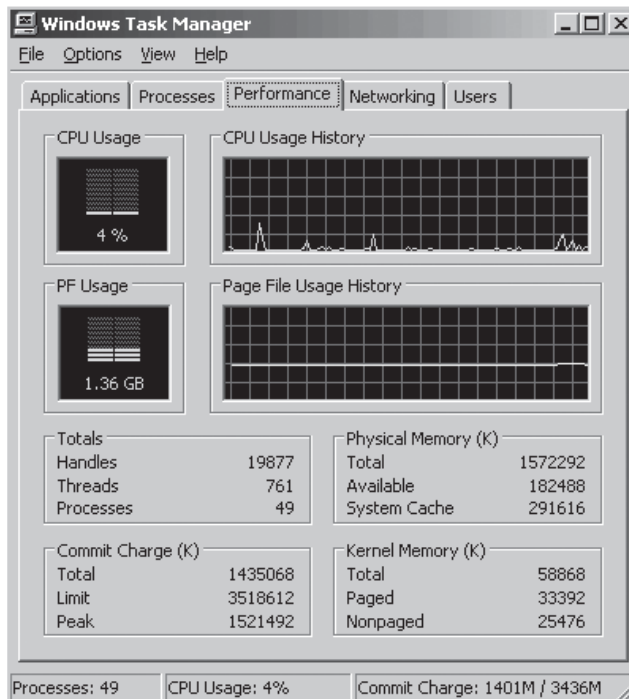 Windows Task Manager
File Options View Help
Applications Processes Performance Networking Users
CPU Usage
CPU Usage History
4 %
PF Usage
Page File Usage History
1.36 GB
Totals
Handles 19877
Threads 761
Processes 49
Physical Memory (K)
Total 1572292
Available 182488
System Cache 291616
Commit Charge (K)
Total 1435068
Limit 3518612
Peak 1521492
Kernel Memory (K)
Total 58868
Paged 33392
Nonpaged 25476
Processes: 49 CPU Usage: 4% Commit Charge: 1401M / 3436M